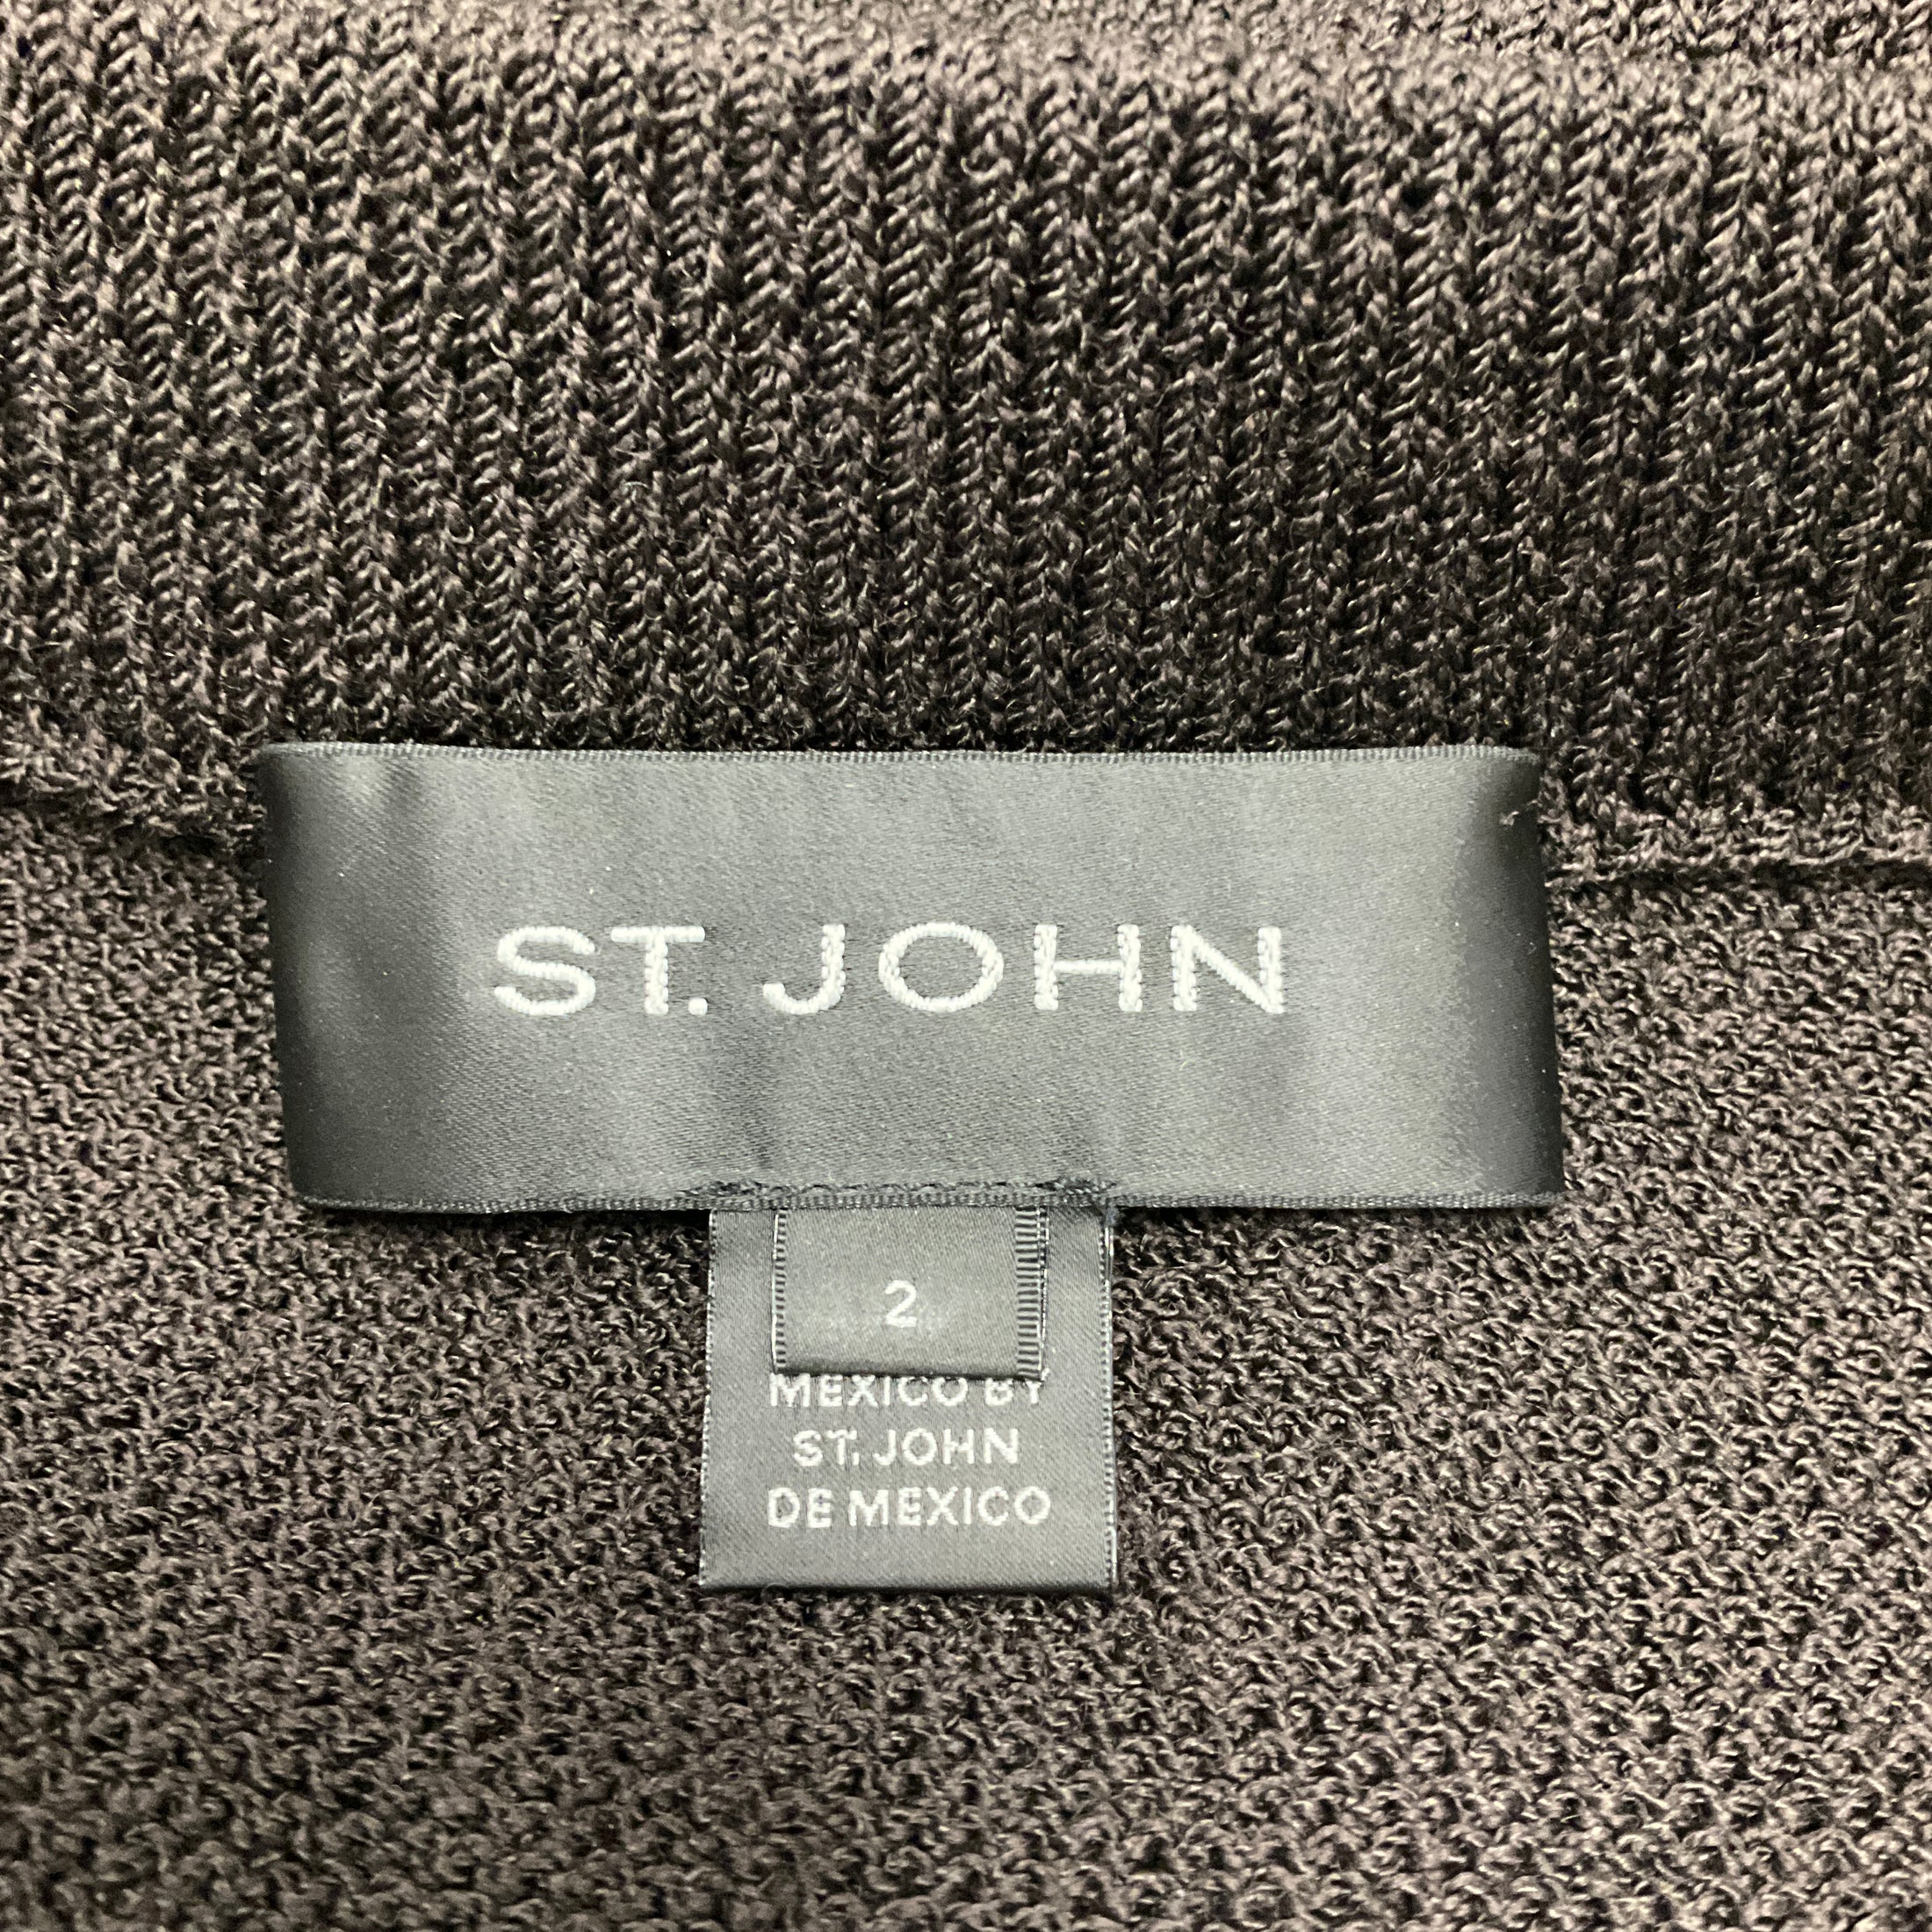 ST. JOHN
2
MEXICO BY
ST. JOHN
DE MEXICO